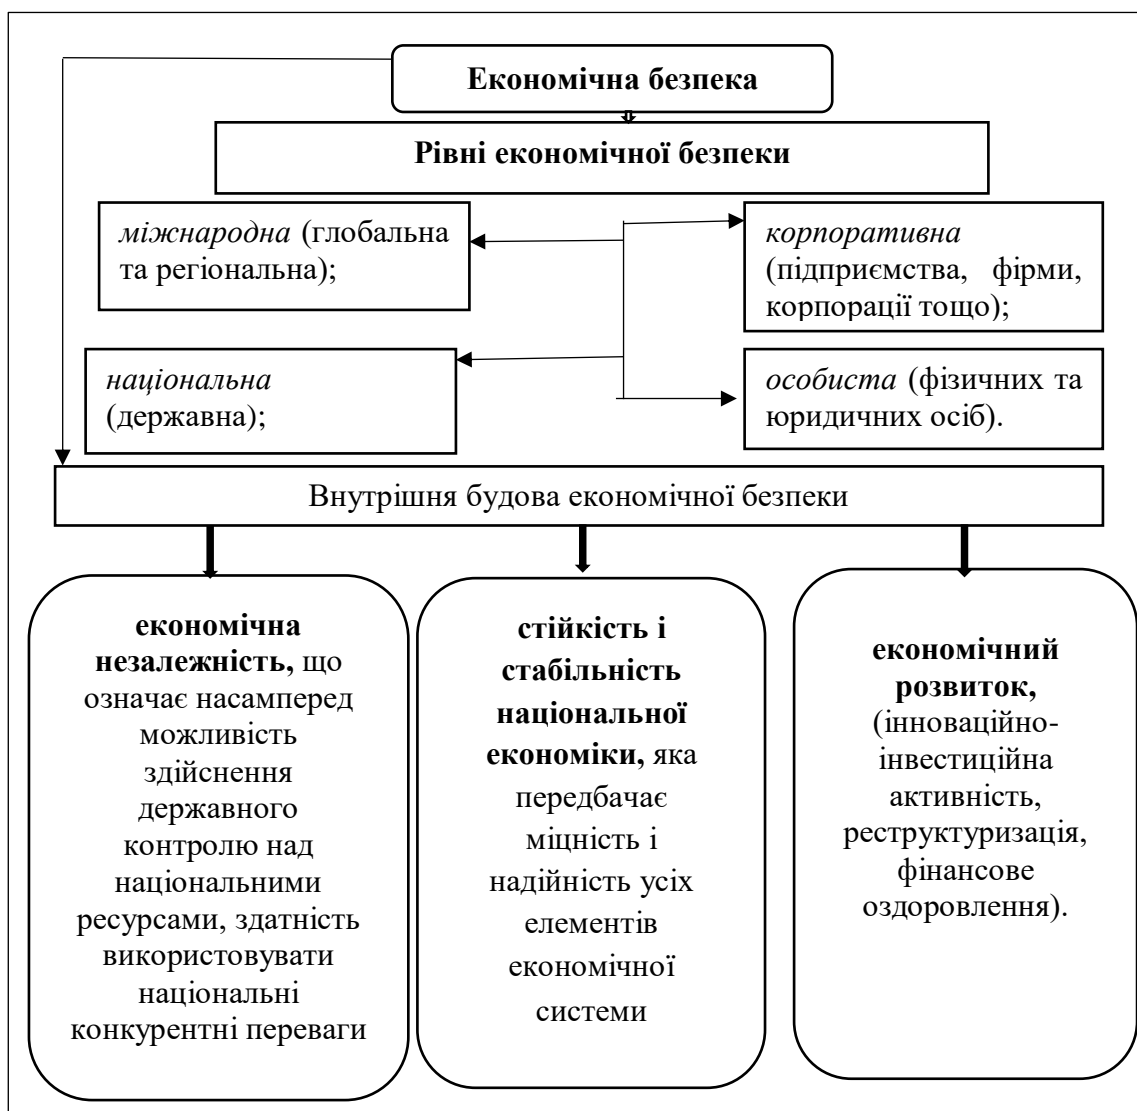 Економічна безпека
Рівні економічної безпеки
міжнародна (глобальна
та регіональна);
корпоративна
(підприємства, фірми,
корпорації тощо);
національна
(державна);
особиста (фізичних та
юридичних осіб).
Внутрішня будова економічної безпеки
економічна
незалежність, що
означає насамперед
можливість
здійснення
державного
контролю над
національними
ресурсами, здатність
використовувати
національні
конкурентні переваги
стійкість і
стабільність
національної
економіки, яка
передбачає
міцність і
надійність усіх
елементів
економічної
системи
економічний
розвиток,
(інноваційно-
інвестиційна
активність,
реструктуризація,
фінансове
оздоровлення).